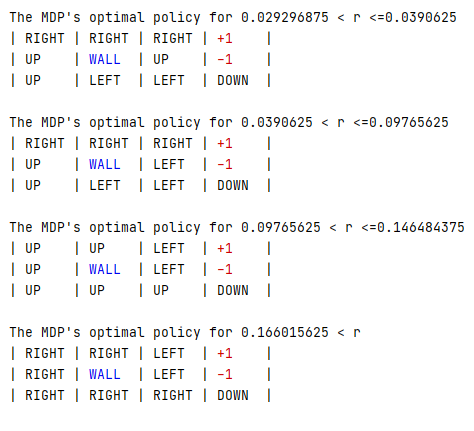 The MDP's optimal policy for 0.029296875 < r <=0.0390625
| RIGHT | RIGHT | RIGHT | +1 |
| UP | WALL | UP | -1 |
| UP | LEFT | LEFT | DOWN |
The MDP's optimal policy for 0.0390625 < r <=0.09765625
| RIGHT | RIGHT | RIGHT | +1 |
| UP | WALL | LEFT | -1 |
| UP | LEFT | LEFT | DOWN |
The MDP's optimal policy for 0.09765625 < r <=0.146484375
| UP | UP | LEFT | +1 |
| UP | WALL | LEFT | -1 |
| UP | UP | UP | DOWN |
The MDP's optimal policy for 0.166015625 < r
| RIGHT | RIGHT | LEFT | +1 |
| RIGHT | WALL | LEFT | -1 |
| RIGHT | RIGHT | RIGHT | DOWN |